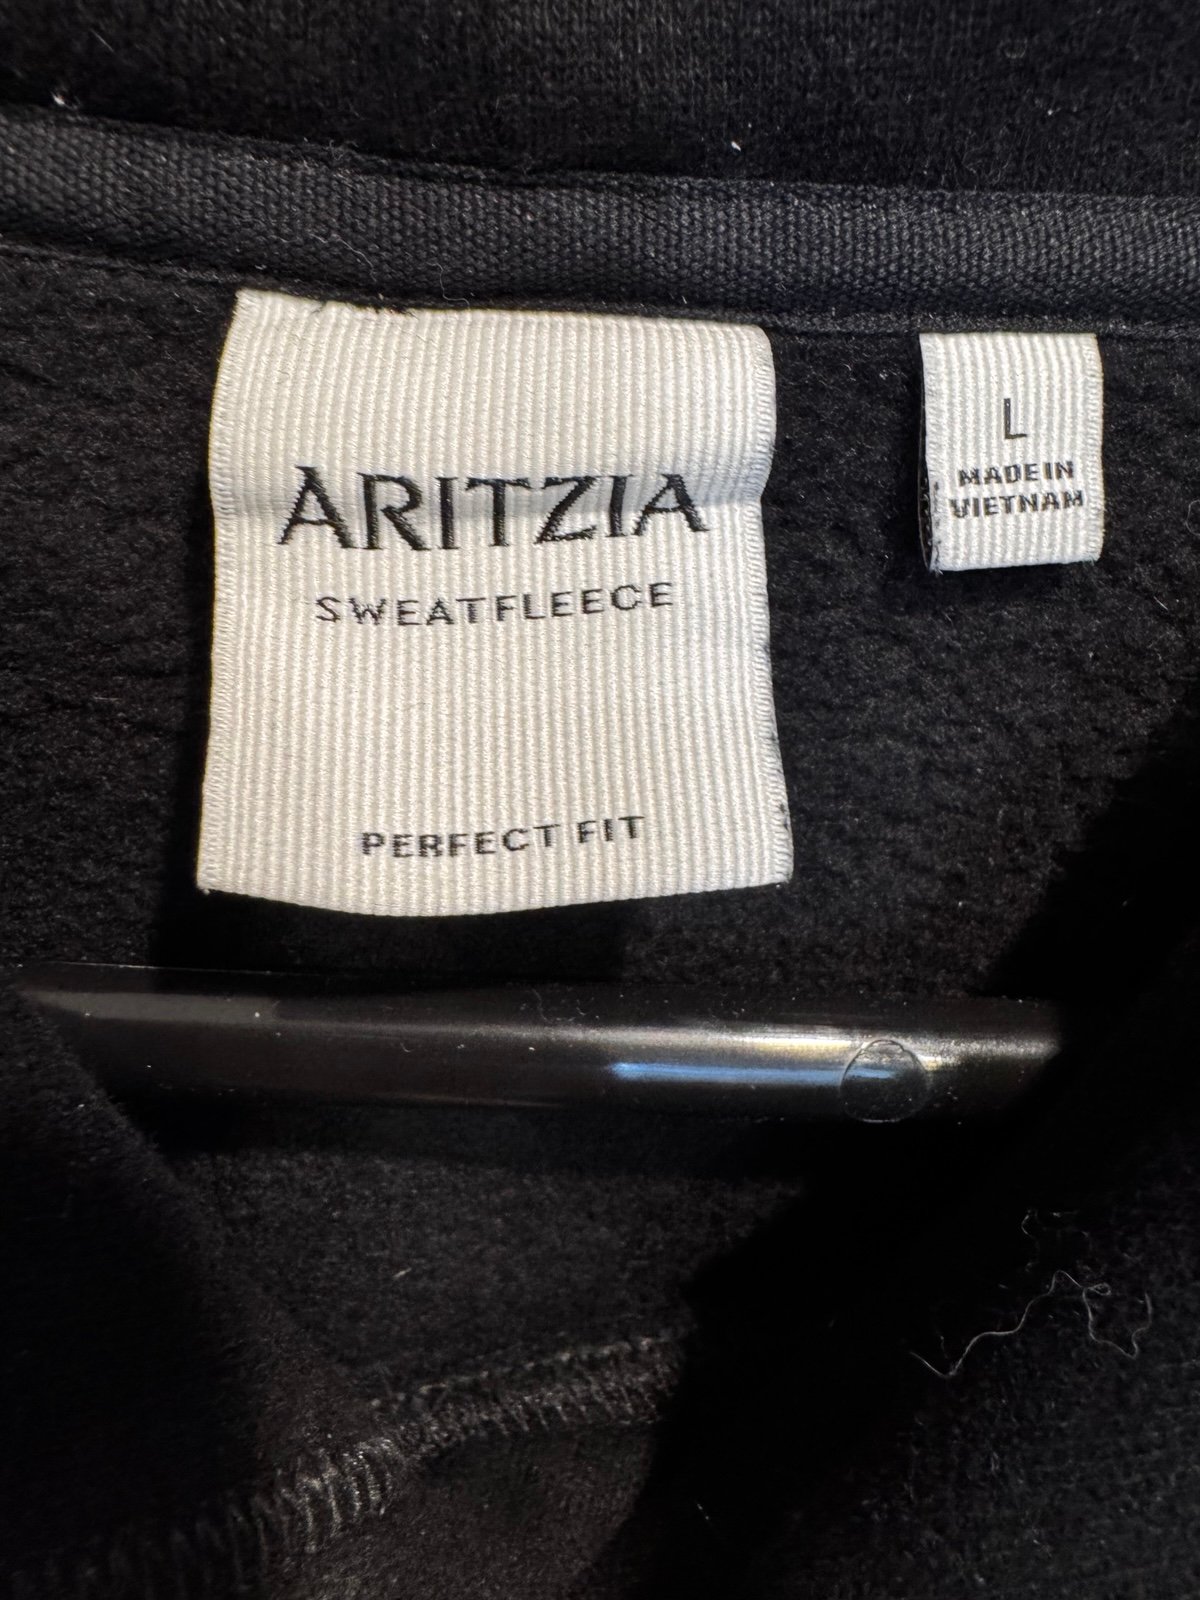 ARITZIA
SWEATFLEECE
PERFECT FIT
L
MADE IN
VIETNAM